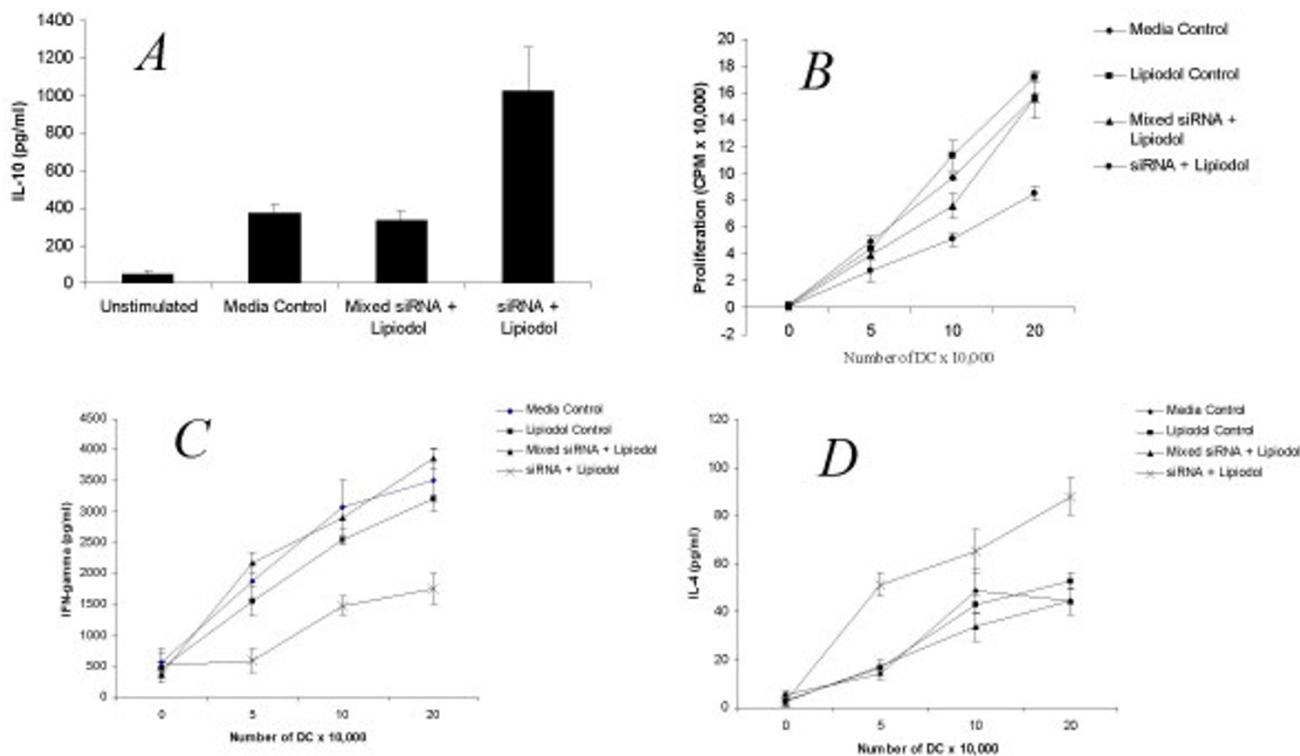 A
IL-10 (pg/ml)
1400
1200
1000
800
600
400
200
0
Unstimulated
Media Control
Mixed siRNA +
Lipiodol
siRNA +
Lipiodol
B
Proliferation (CPM x 10,000)
20
18
16
14
12
10
8
6
4
2
0
-2
0
5
10
20
Number of DC x 10,000
Media Control
Lipiodol Control
Mixed siRNA +
Lipiodol
siRNA + Lipiodol
C
IFN-gamma (pg/ml)
4500
4000
3500
3000
2500
2000
1500
1000
500
0
0
5
10
20
Number of DC x 10,000
Media Control
Lipiodol Control
Mixed siRNA + Lipiodol
siRNA + Lipiodol
D
IL-4 (pg/ml)
120
100
80
60
40
20
0
0
5
10
20
Number of DC x 10,000
Media Control
Lipiodol Control
Mixed siRNA + Lipiodol
siRNA + Lipiodol